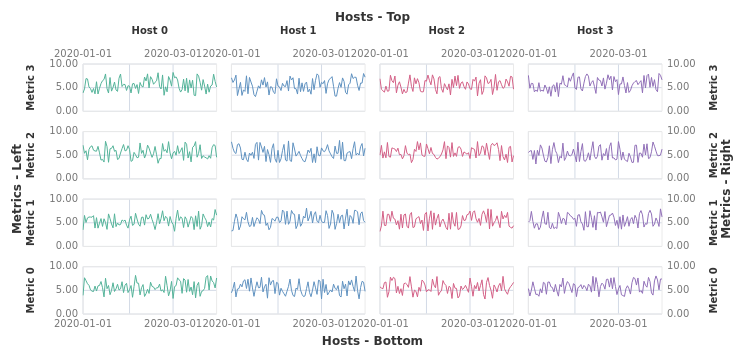 Hosts - Top
Host 0 Host 1 Host 2 Host 3
2020-01-01 2020-03-01 2020-01-01 2020-03-01 2020-01-01 2020-03-01 2020-01-01 2020-03-01
Metrics - Left
Metric 3 10.00 5.00 0.00 10.00 5.00 0.00 Metric 3
Metric 2 10.00 5.00 0.00 10.00 5.00 0.00 Metric 2
Metric 1 10.00 5.00 0.00 10.00 5.00 0.00 Metric 1
Metric 0 10.00 5.00 0.00 10.00 5.00 0.00 Metric 0
Metrics - Right
2020-01-01 2020-03-01 2020-01-01 2020-03-01 2020-01-01 2020-03-01 2020-01-01 2020-03-01
Hosts - Bottom